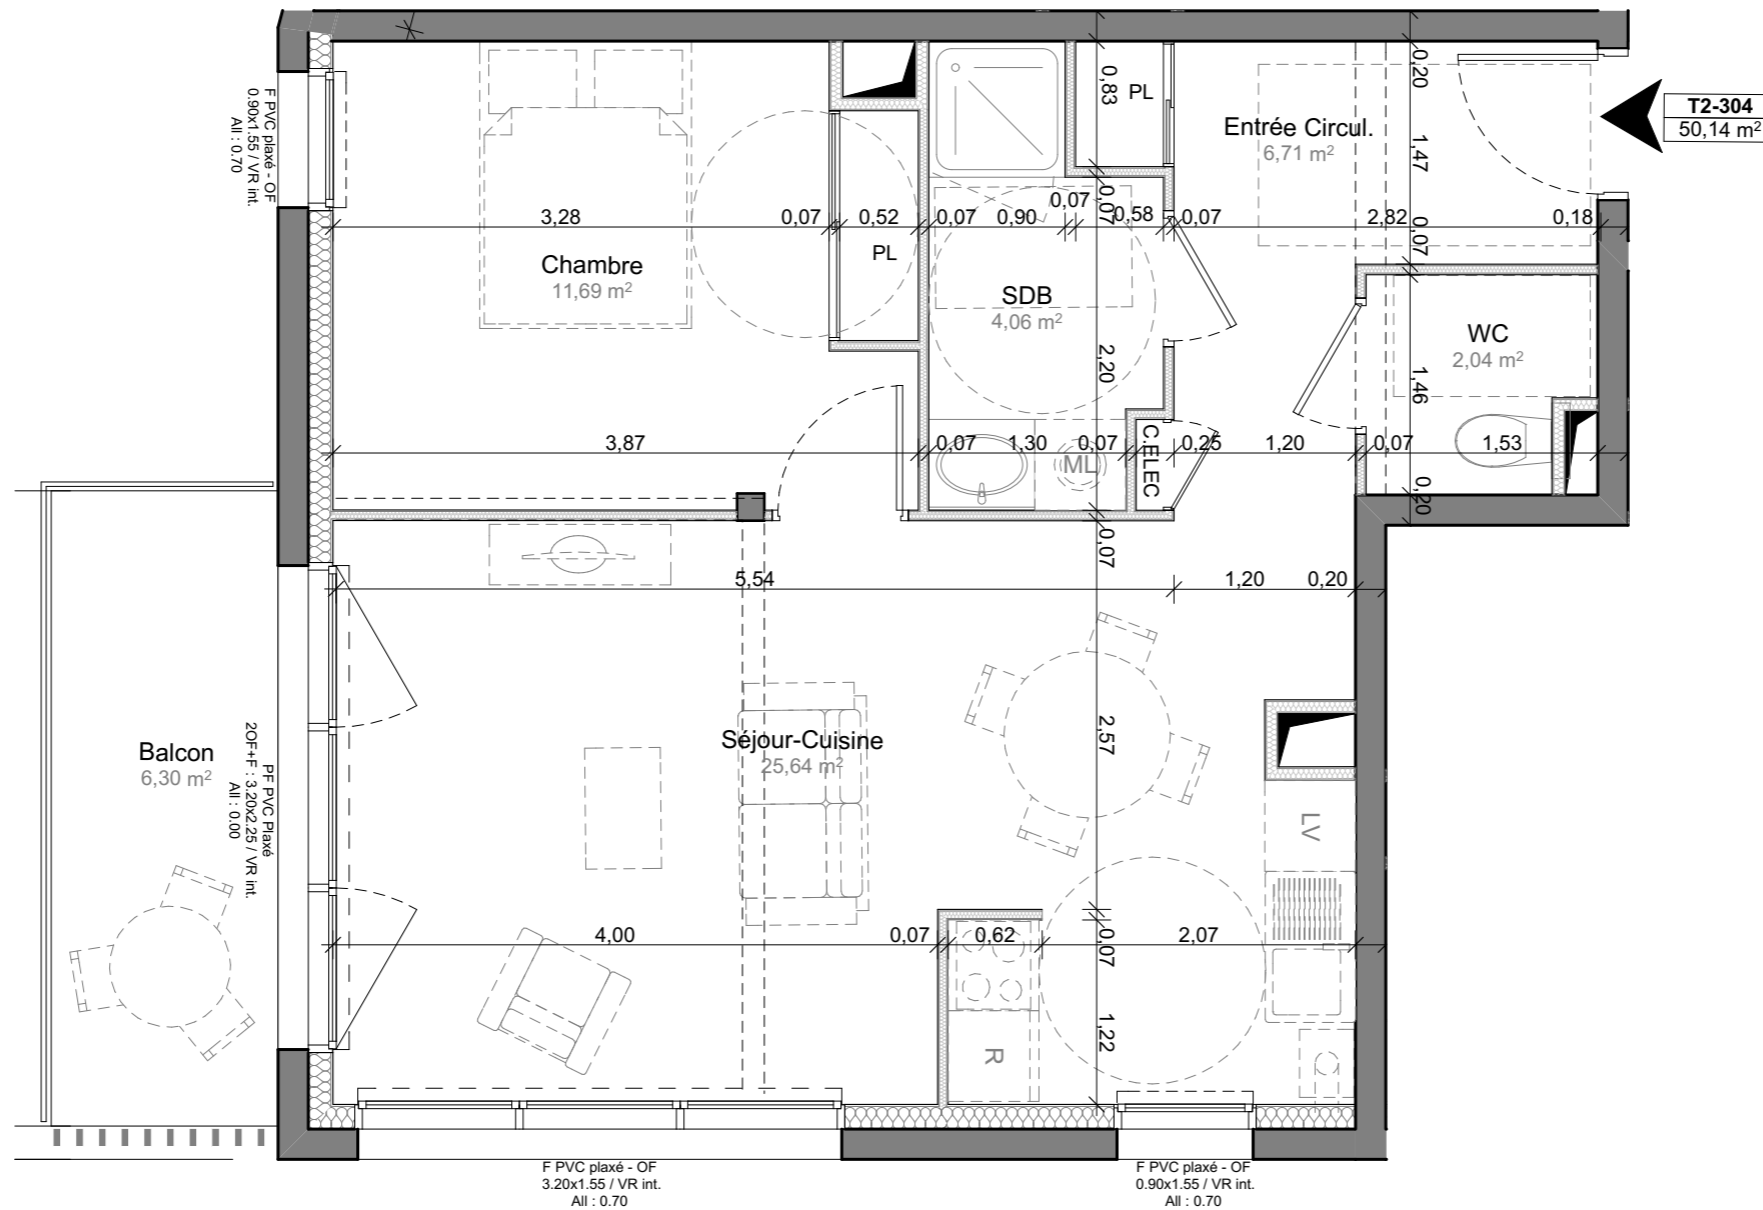 T2-304
50,14 m²
F PVC plaxé - OF
0.90x1.55 / VR int.
All : 0.70
0,83
PL
Entrée Circul.
6,71 m²
0,20
1,47
0,07
3,28
0,07
0,52
0,07
0,90
0,07
0,07
0,58
0,07
2,82
0,18
PL
Chambre
11,69 m²
SDB
4,06 m²
2,20
WC
2,04 m²
1,46
3,87
0,07
1,30
0,07
C.ELEC
0,25
1,20
0,07
1,53
ML
0,20
0,07
5,54
1,20
0,20
Balcon
6,30 m²
PF PVC Plaxé
2OF+F : 3.20x2.25 / VR int.
All : 0.00
Séjour-Cuisine
25,64 m²
2,57
LV
4,00
0,07
0,62
0,07
2,07
1,22
R
F PVC plaxé - OF
3.20x1.55 / VR int.
All : 0.70
F PVC plaxé - OF
0.90x1.55 / VR int.
All : 0.70